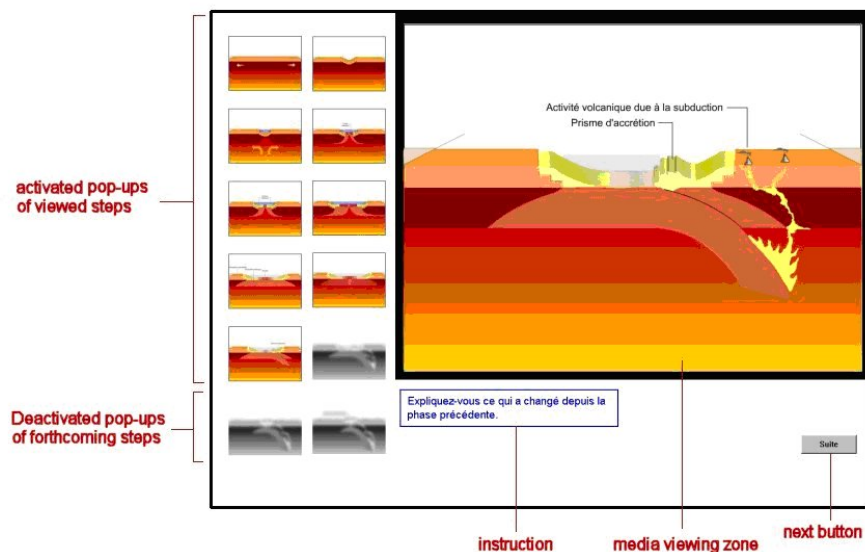 Activité volcanique due à la subduction
Prisme d'accrétion
activated pop-ups
of viewed steps
Deactivated pop-ups
of forthcoming steps
Expliquez-vous ce qui a changé depuis la
phase précédente.
Suite
instruction
media viewing zone
next button